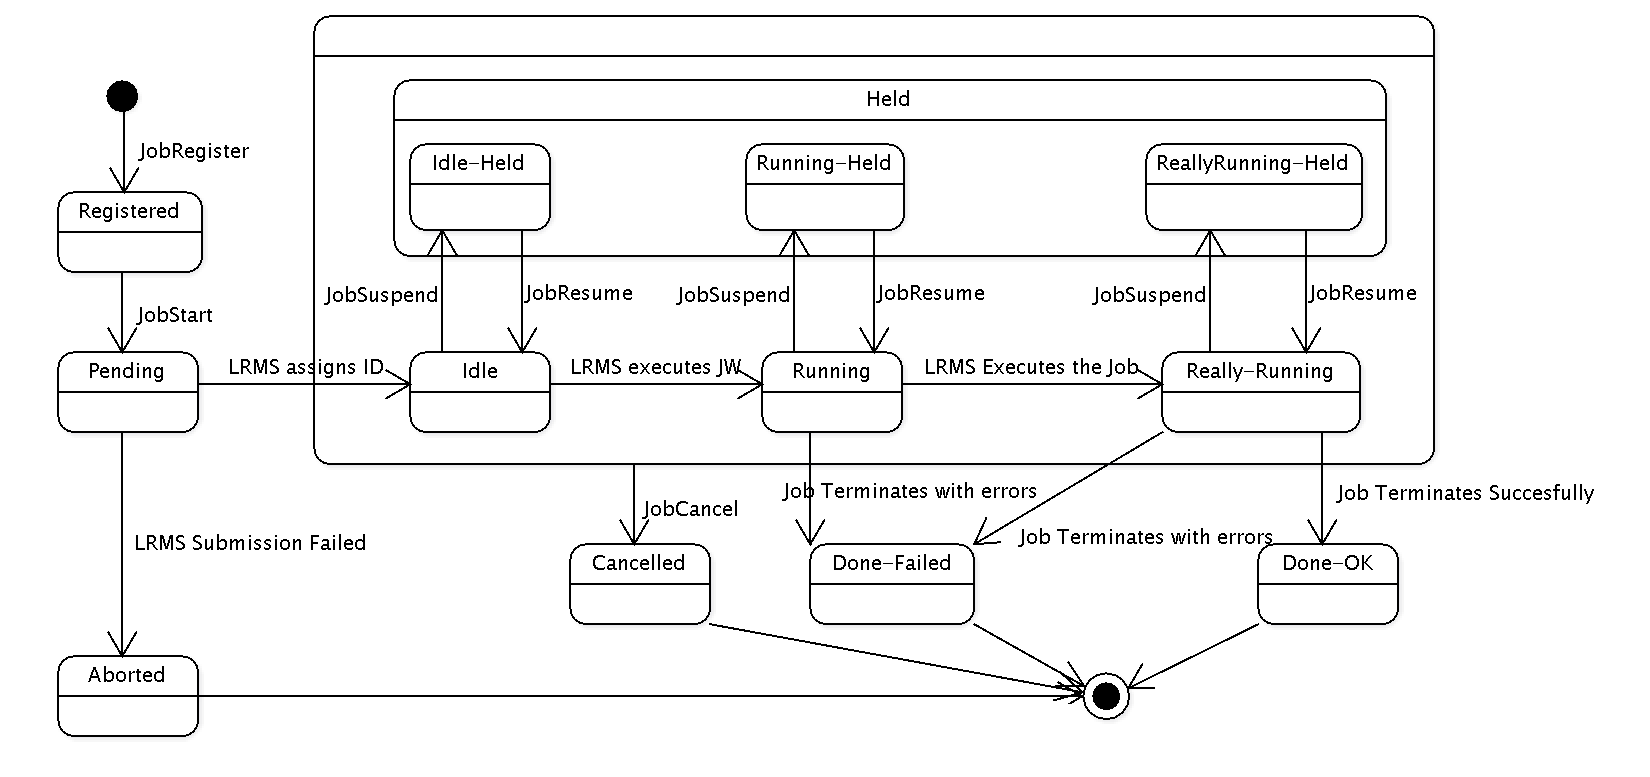 Held
Idle-Held
Running-Held
ReallyRunning-Held
JobRegister
Registered
JobSuspend
JobResume
JobSuspend
JobResume
JobSuspend
JobResume
JobStart
Pending
LRMS assigns ID
Idle
LRMS executes JW
Running
LRMS Executes the Job
Really-Running
Job Terminates with errors
Job Terminates Succesfully
JobCancel
LRMS Submission Failed
Job Terminates with errors
Cancelled
Done-Failed
Done-OK
Aborted